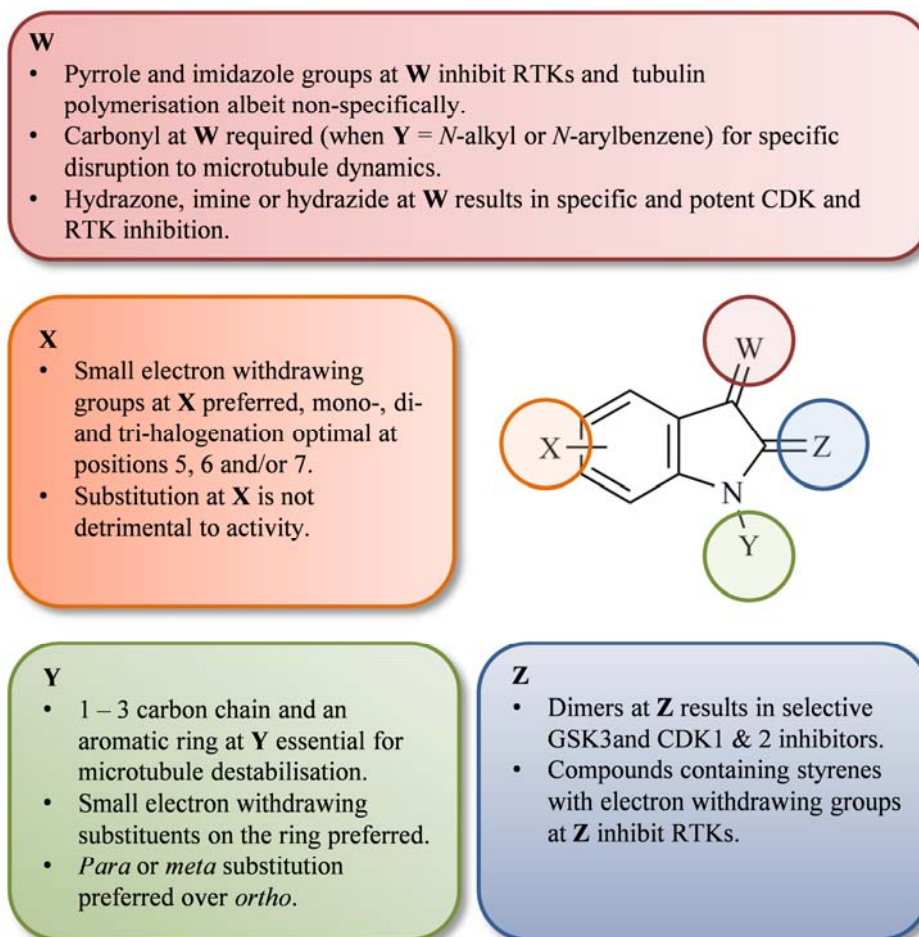 W
• Pyrrole and imidazole groups at W inhibit RTKs and tubulin
polymerisation albeit non-specifically.
• Carbonyl at W required (when Y = N-alkyl or N-arylbenzene) for specific
disruption to microtubule dynamics.
• Hydrazone, imine or hydrazide at W results in specific and potent CDK and
RTK inhibition.
X
• Small electron withdrawing
groups at X preferred, mono-, di-
and tri-halogenation optimal at
positions 5, 6 and/or 7.
• Substitution at X is not
detrimental to activity.
W
X
Z
N
Y
Y
• 1 – 3 carbon chain and an
aromatic ring at Y essential for
microtubule destabilisation.
• Small electron withdrawing
substituents on the ring preferred.
• Para or meta substitution
preferred over ortho.
Z
• Dimers at Z results in selective
GSK3and CDK1 & 2 inhibitors.
• Compounds containing styrenes
with electron withdrawing groups
at Z inhibit RTKs.